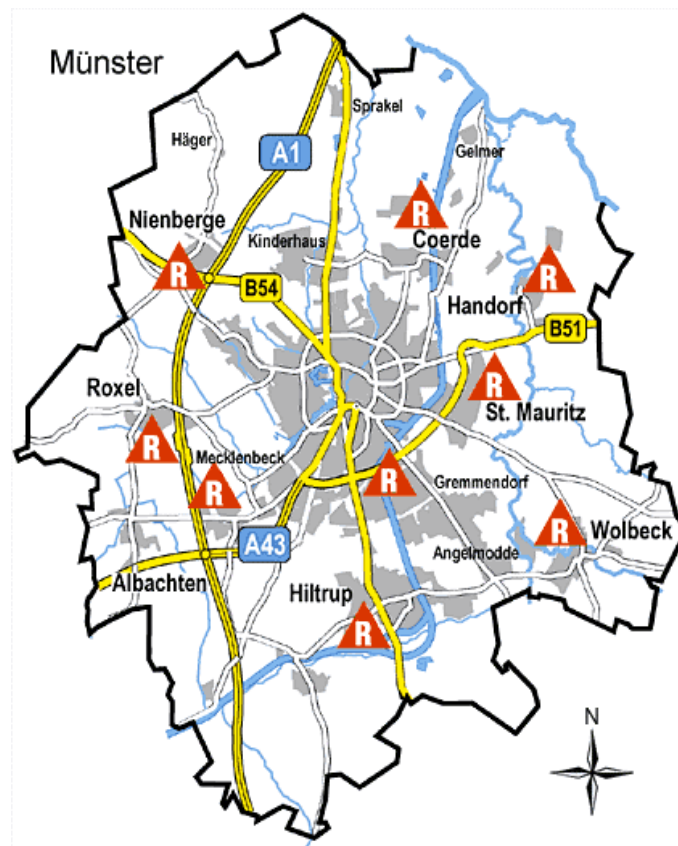 Münster
Sprakel
Häger
A1
Gelmer
R
Nienberge
Kinderhaus
Coerde
R
R
B54
Handorf
B51
Roxel
R
St. Mauritz
R
Mecklenbeck
R
R
Gremmendorf
R
Wolbeck
A43
Angelmodde
Albachten
Hiltrup
R
N